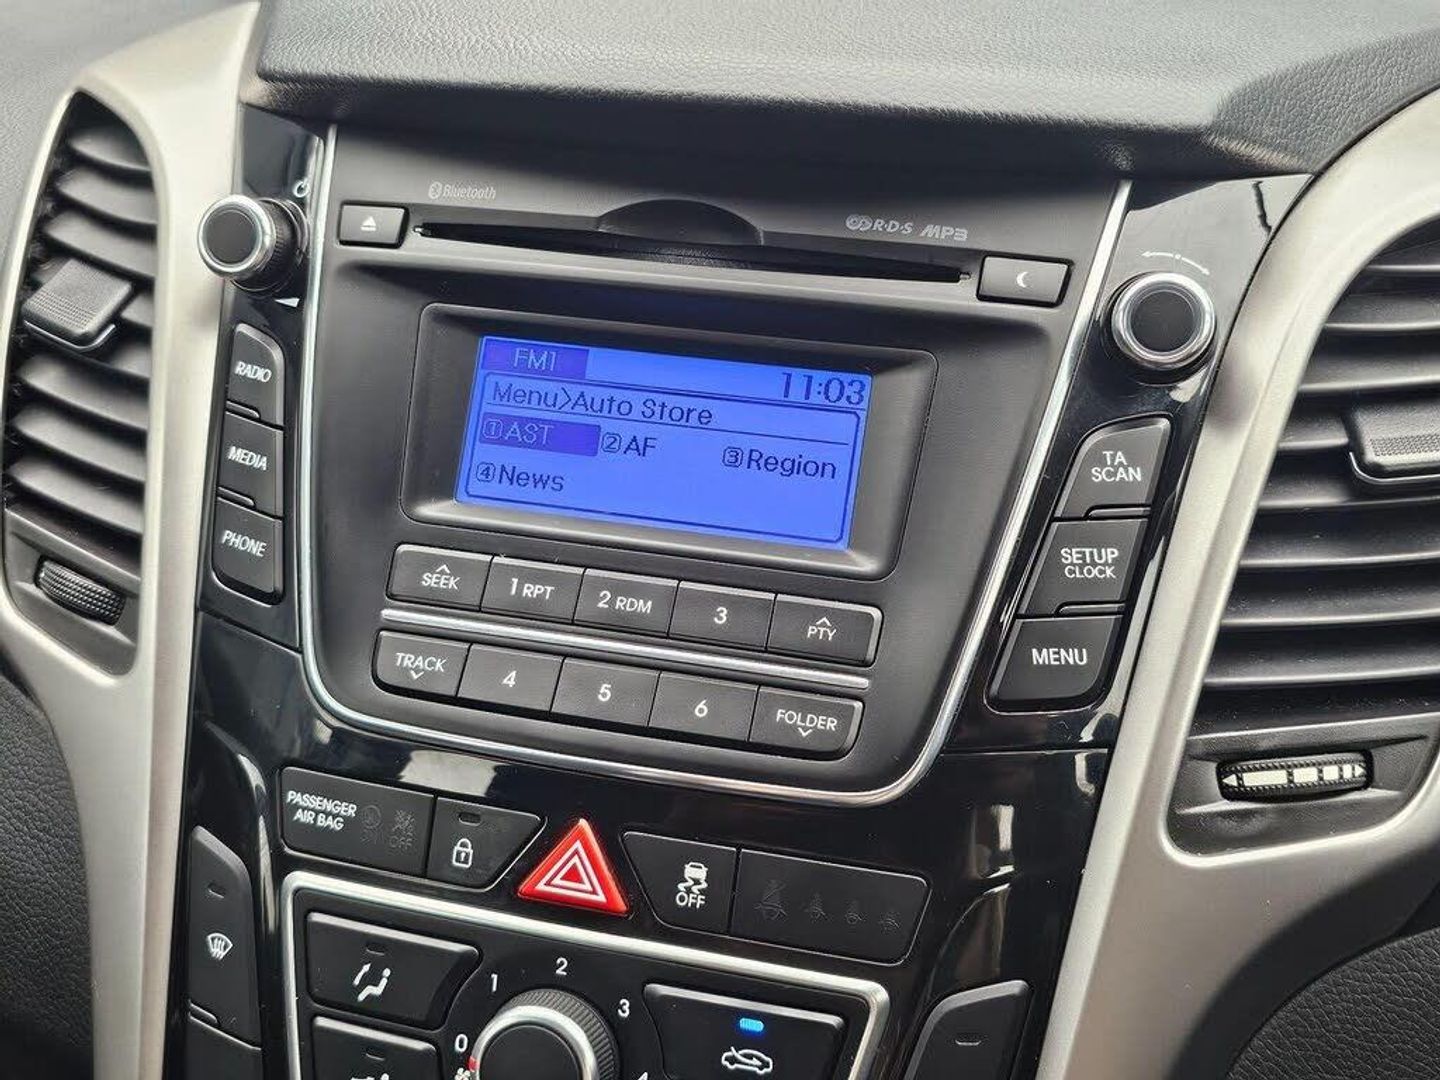 Bluetooth
R·D·S MP3
RADIO
MEDIA
PHONE
FM1
11:03
Menu>Auto Store
①AST ②AF ③Region
④News
TA
SCAN
SETUP
CLOCK
MENU
SEEK
1 RPT
2 RDM
3
PTY
TRACK
4
5
6
FOLDER
PASSENGER
AIR BAG
OFF
OFF
0
1
2
3
4